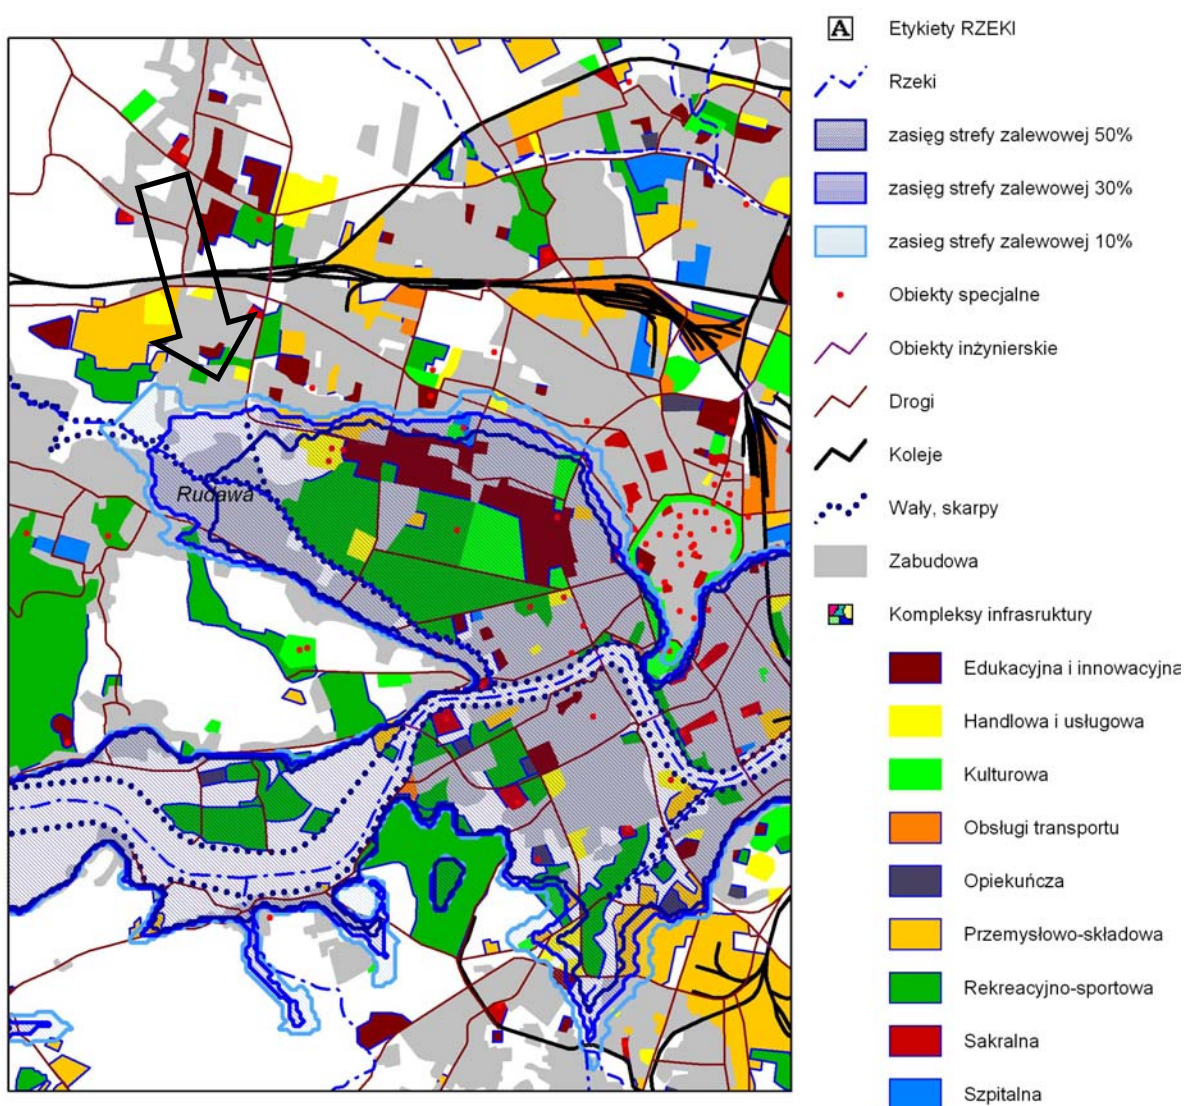 Rudawa
A Etykiety RZEKI
Rzeki
zasięg strefy zalewowej 50%
zasięg strefy zalewowej 30%
zasieg strefy zalewowej 10%
Obiekty specjalne
Obiekty inżynierskie
Drogi
Koleje
Wały, skarpy
Zabudowa
Kompleksy infrasruktury
Edukacyjna i innowacyjna
Handlowa i usługowa
Kulturowa
Obsługi transportu
Opiekuńcza
Przemysłowo-składowa
Rekreacyjno-sportowa
Sakralna
Szpitalna